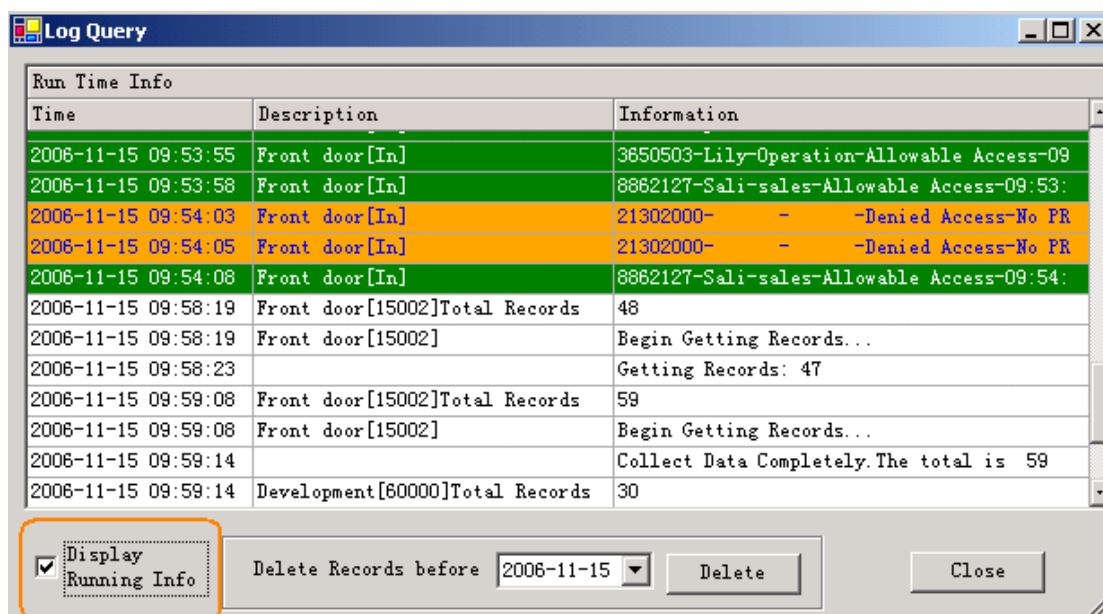 Log Query
Run Time Info
Time Description Information
2006-11-15 09:53:55 Front door[In] 3650503-Lily-Operation-Allowable Access-09
2006-11-15 09:53:58 Front door[In] 8862127-Sali-sales-Allowable Access-09:53:
2006-11-15 09:54:03 Front door[In] 21302000- - -Denied Access-No PR
2006-11-15 09:54:05 Front door[In] 21302000- - -Denied Access-No PR
2006-11-15 09:54:08 Front door[In] 8862127-Sali-sales-Allowable Access-09:54:
2006-11-15 09:58:19 Front door[15002]Total Records 48
2006-11-15 09:58:19 Front door[15002] Begin Getting Records...
2006-11-15 09:58:23 Getting Records: 47
2006-11-15 09:59:08 Front door[15002]Total Records 59
2006-11-15 09:59:08 Front door[15002] Begin Getting Records...
2006-11-15 09:59:14 Collect Data Completely.The total is 59
2006-11-15 09:59:14 Development[60000]Total Records 30
Display
Running Info
Delete Records before 2006-11-15 Delete Close